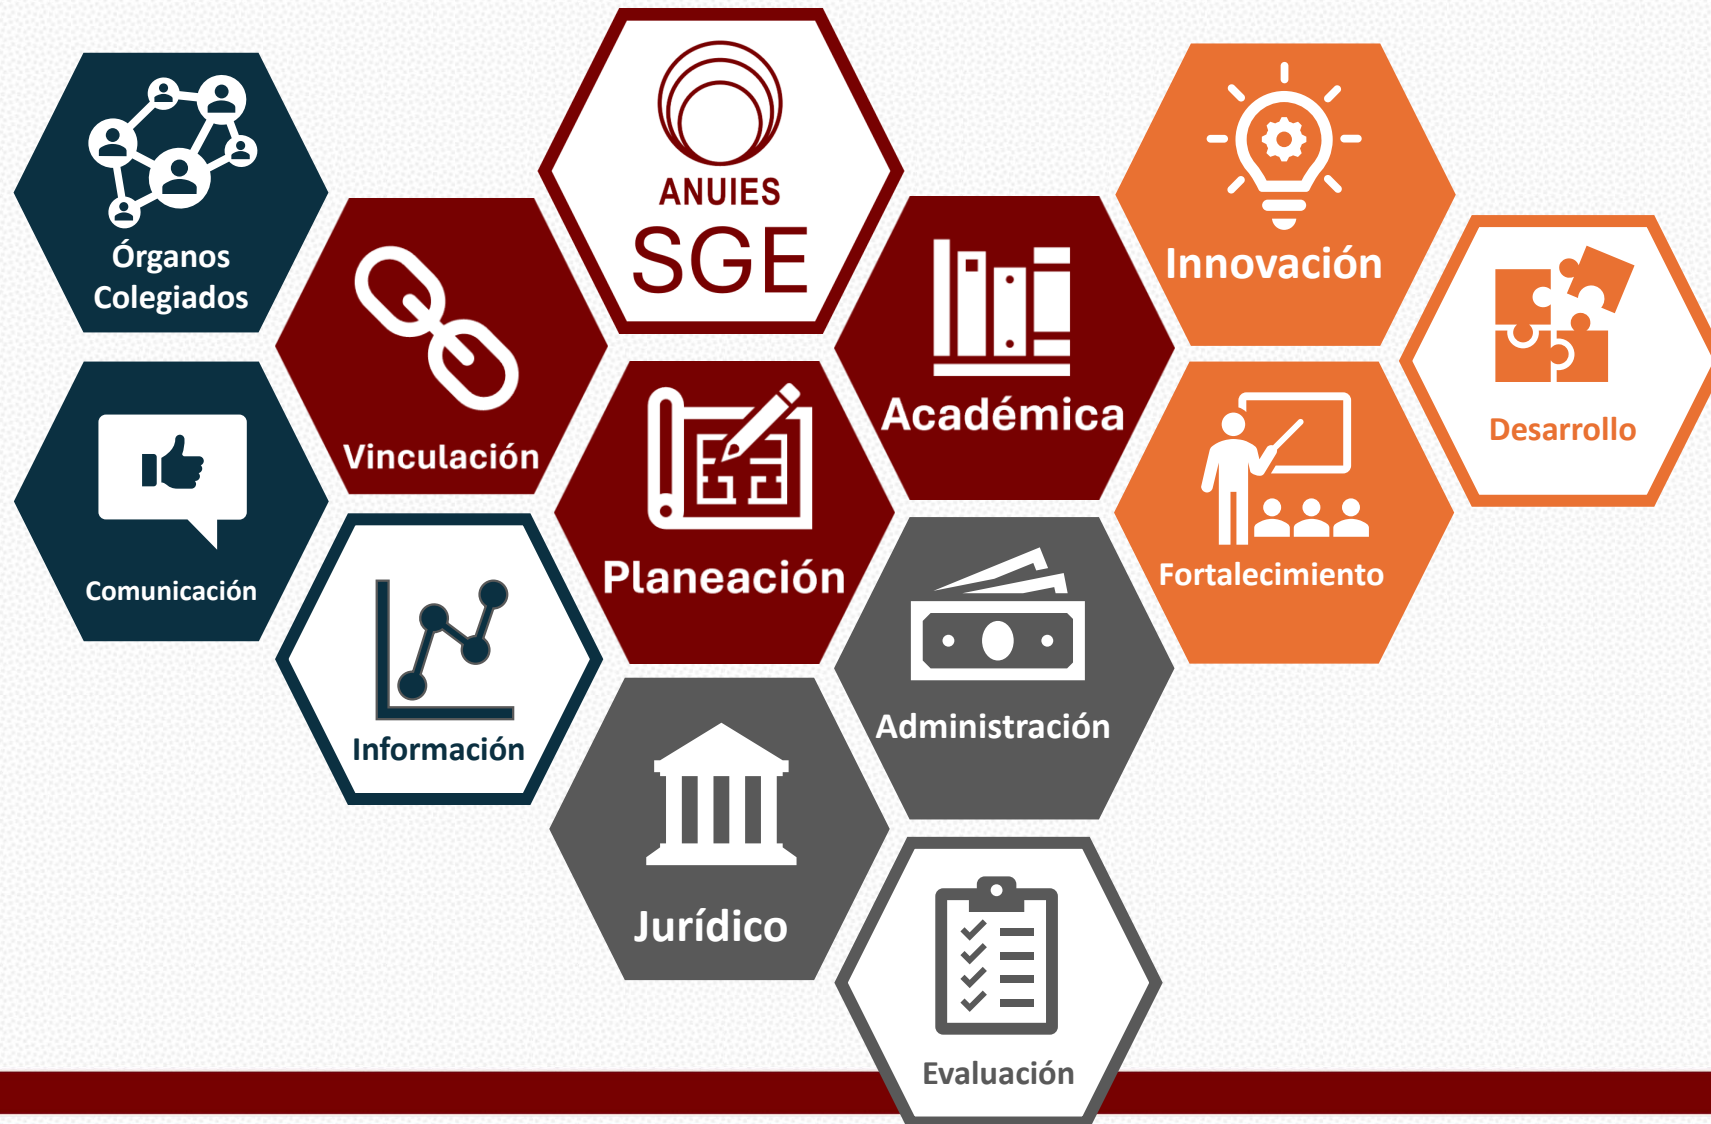 Órganos
Colegiados
ANUIES
SGE
Innovación
Vinculación
Académica
Desarrollo
Comunicación
Planeación
Fortalecimiento
Información
Administración
Jurídico
Evaluación